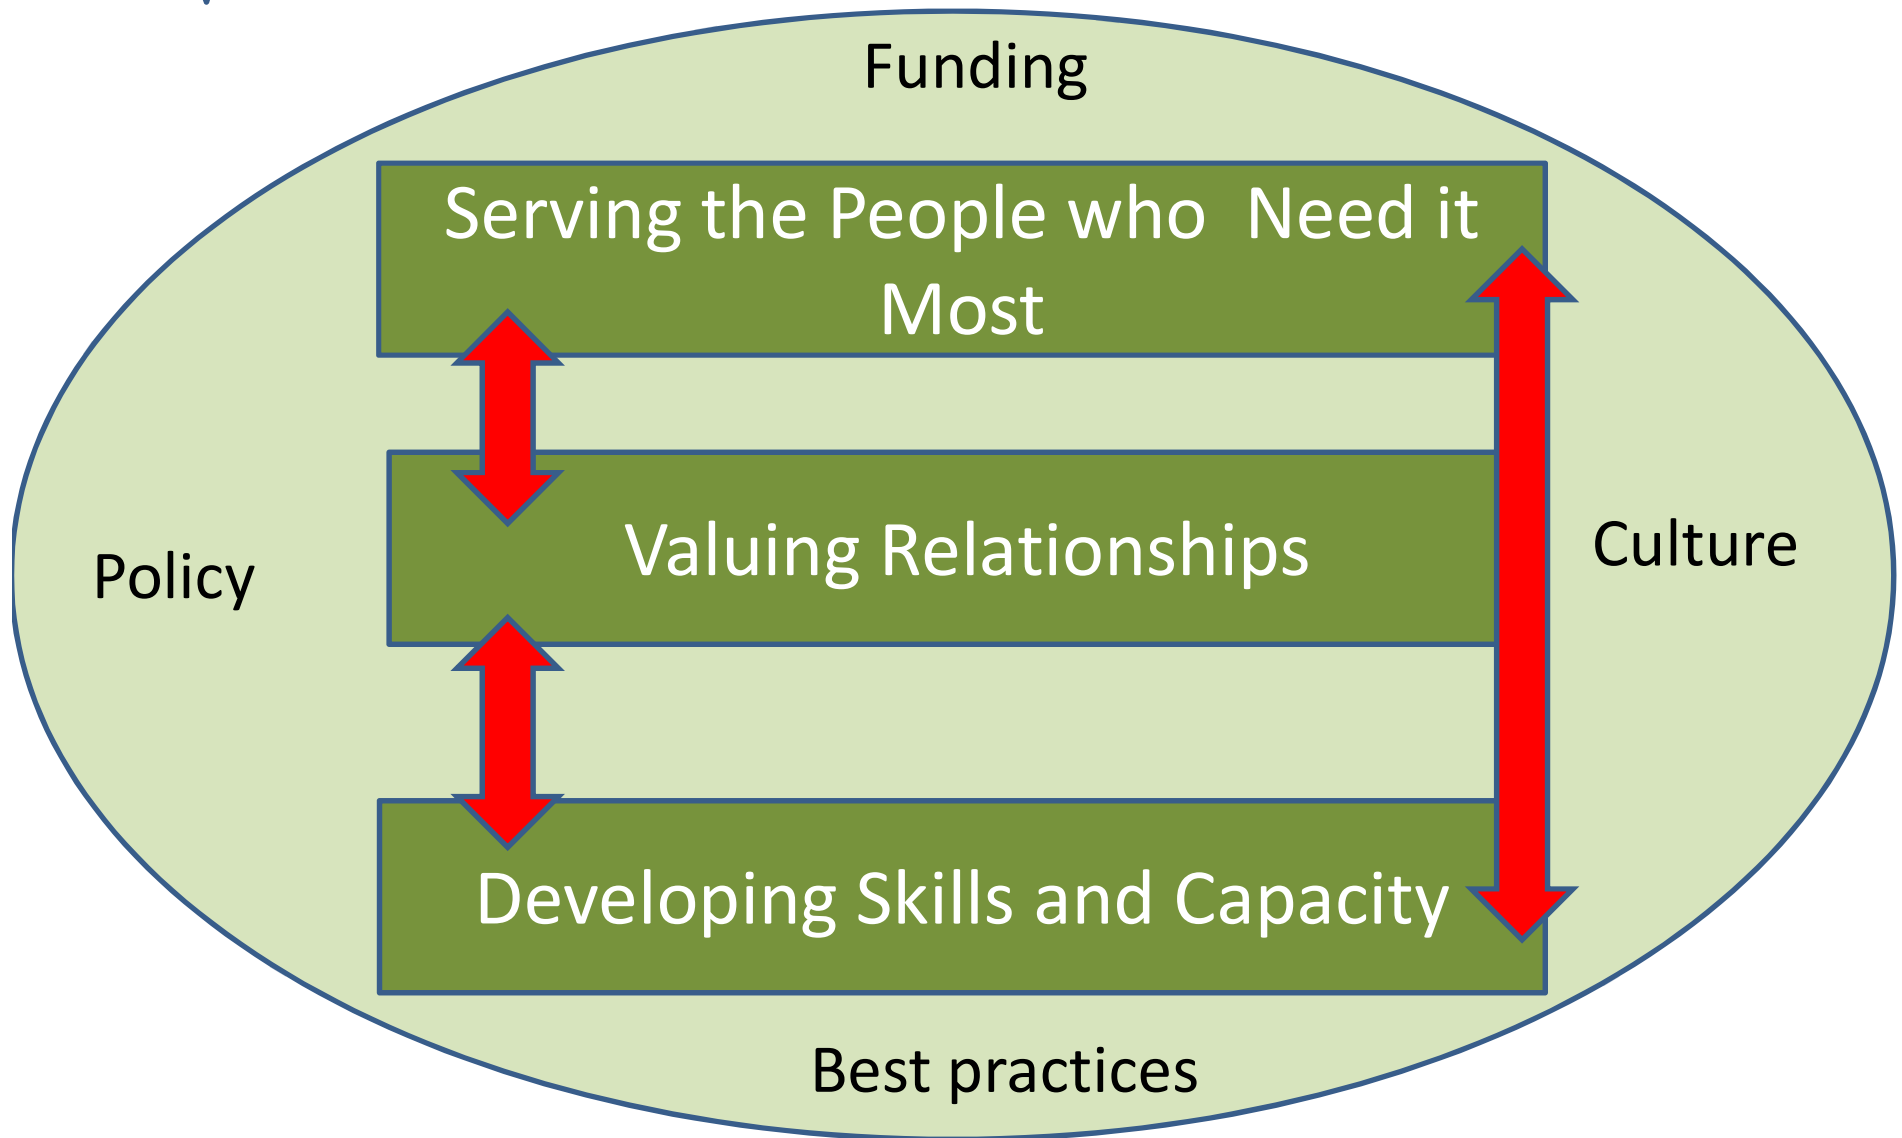 Funding
Serving the People who  Need it
Most
Valuing Relationships
Policy
Culture
Developing Skills and Capacity
Best practices